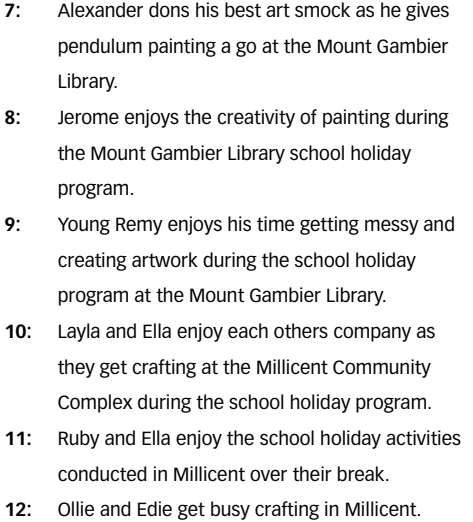 7: Alexander dons his best art smock as he gives
pendulum painting a go at the Mount Gambier
Library.
8: Jerome enjoys the creativity of painting during
the Mount Gambier Library school holiday
program.
9: Young Remy enjoys his time getting messy and
creating artwork during the school holiday
program at the Mount Gambier Library.
10: Layla and Ella enjoy each others company as
they get crafting at the Millicent Community
Complex during the school holiday program.
11: Ruby and Ella enjoy the school holiday activities
conducted in Millicent over their break.
12: Ollie and Edie get busy crafting in Millicent.